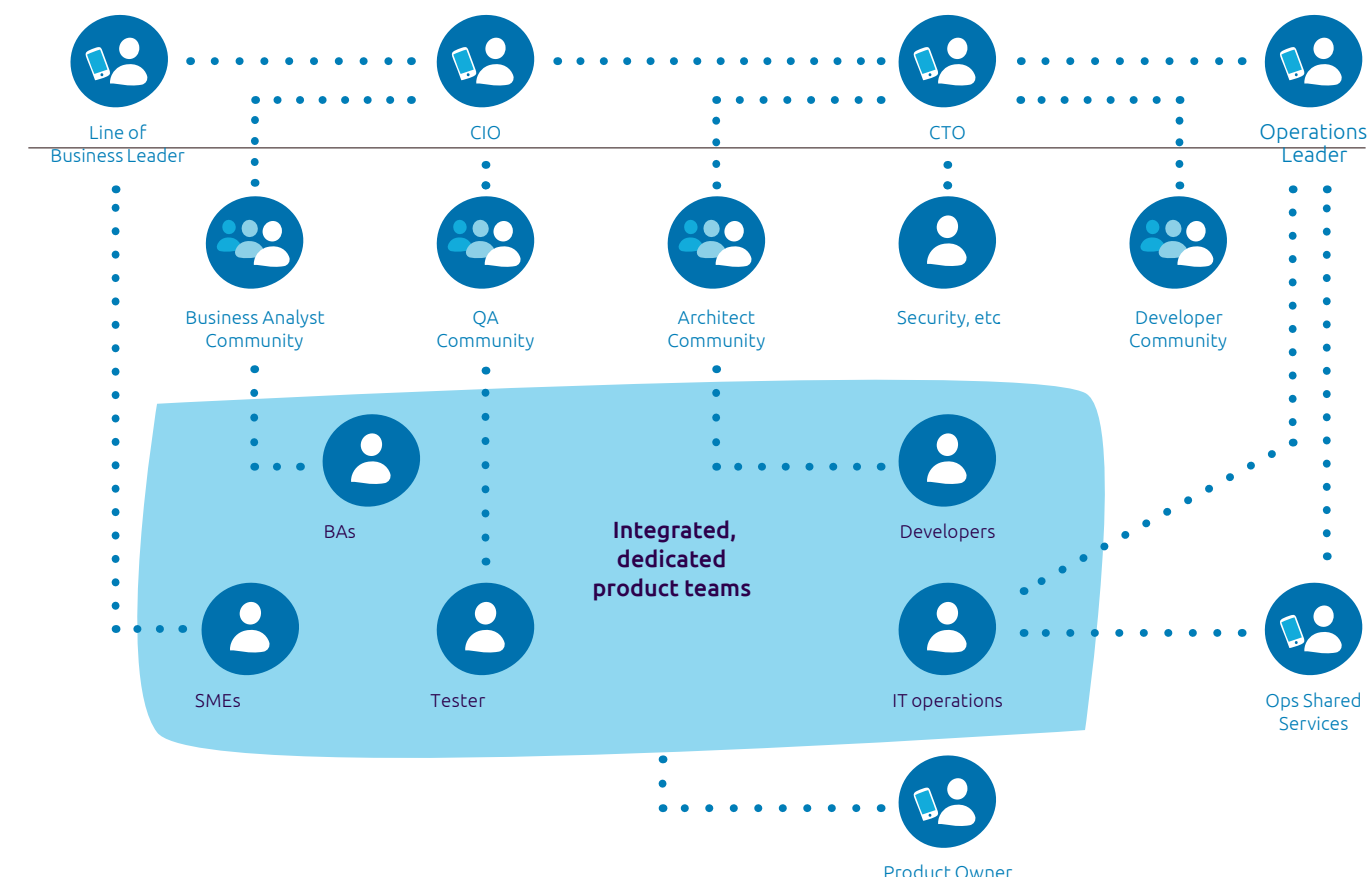 Line of
Business Leader
CIO
CTO
Operations
Leader
Business Analyst
Community
QA
Community
Architect
Community
Security, etc
Developer
Community
BAs
Integrated,
dedicated
product teams
Developers
SMEs
Tester
IT operations
Ops Shared
Services
Product Owner